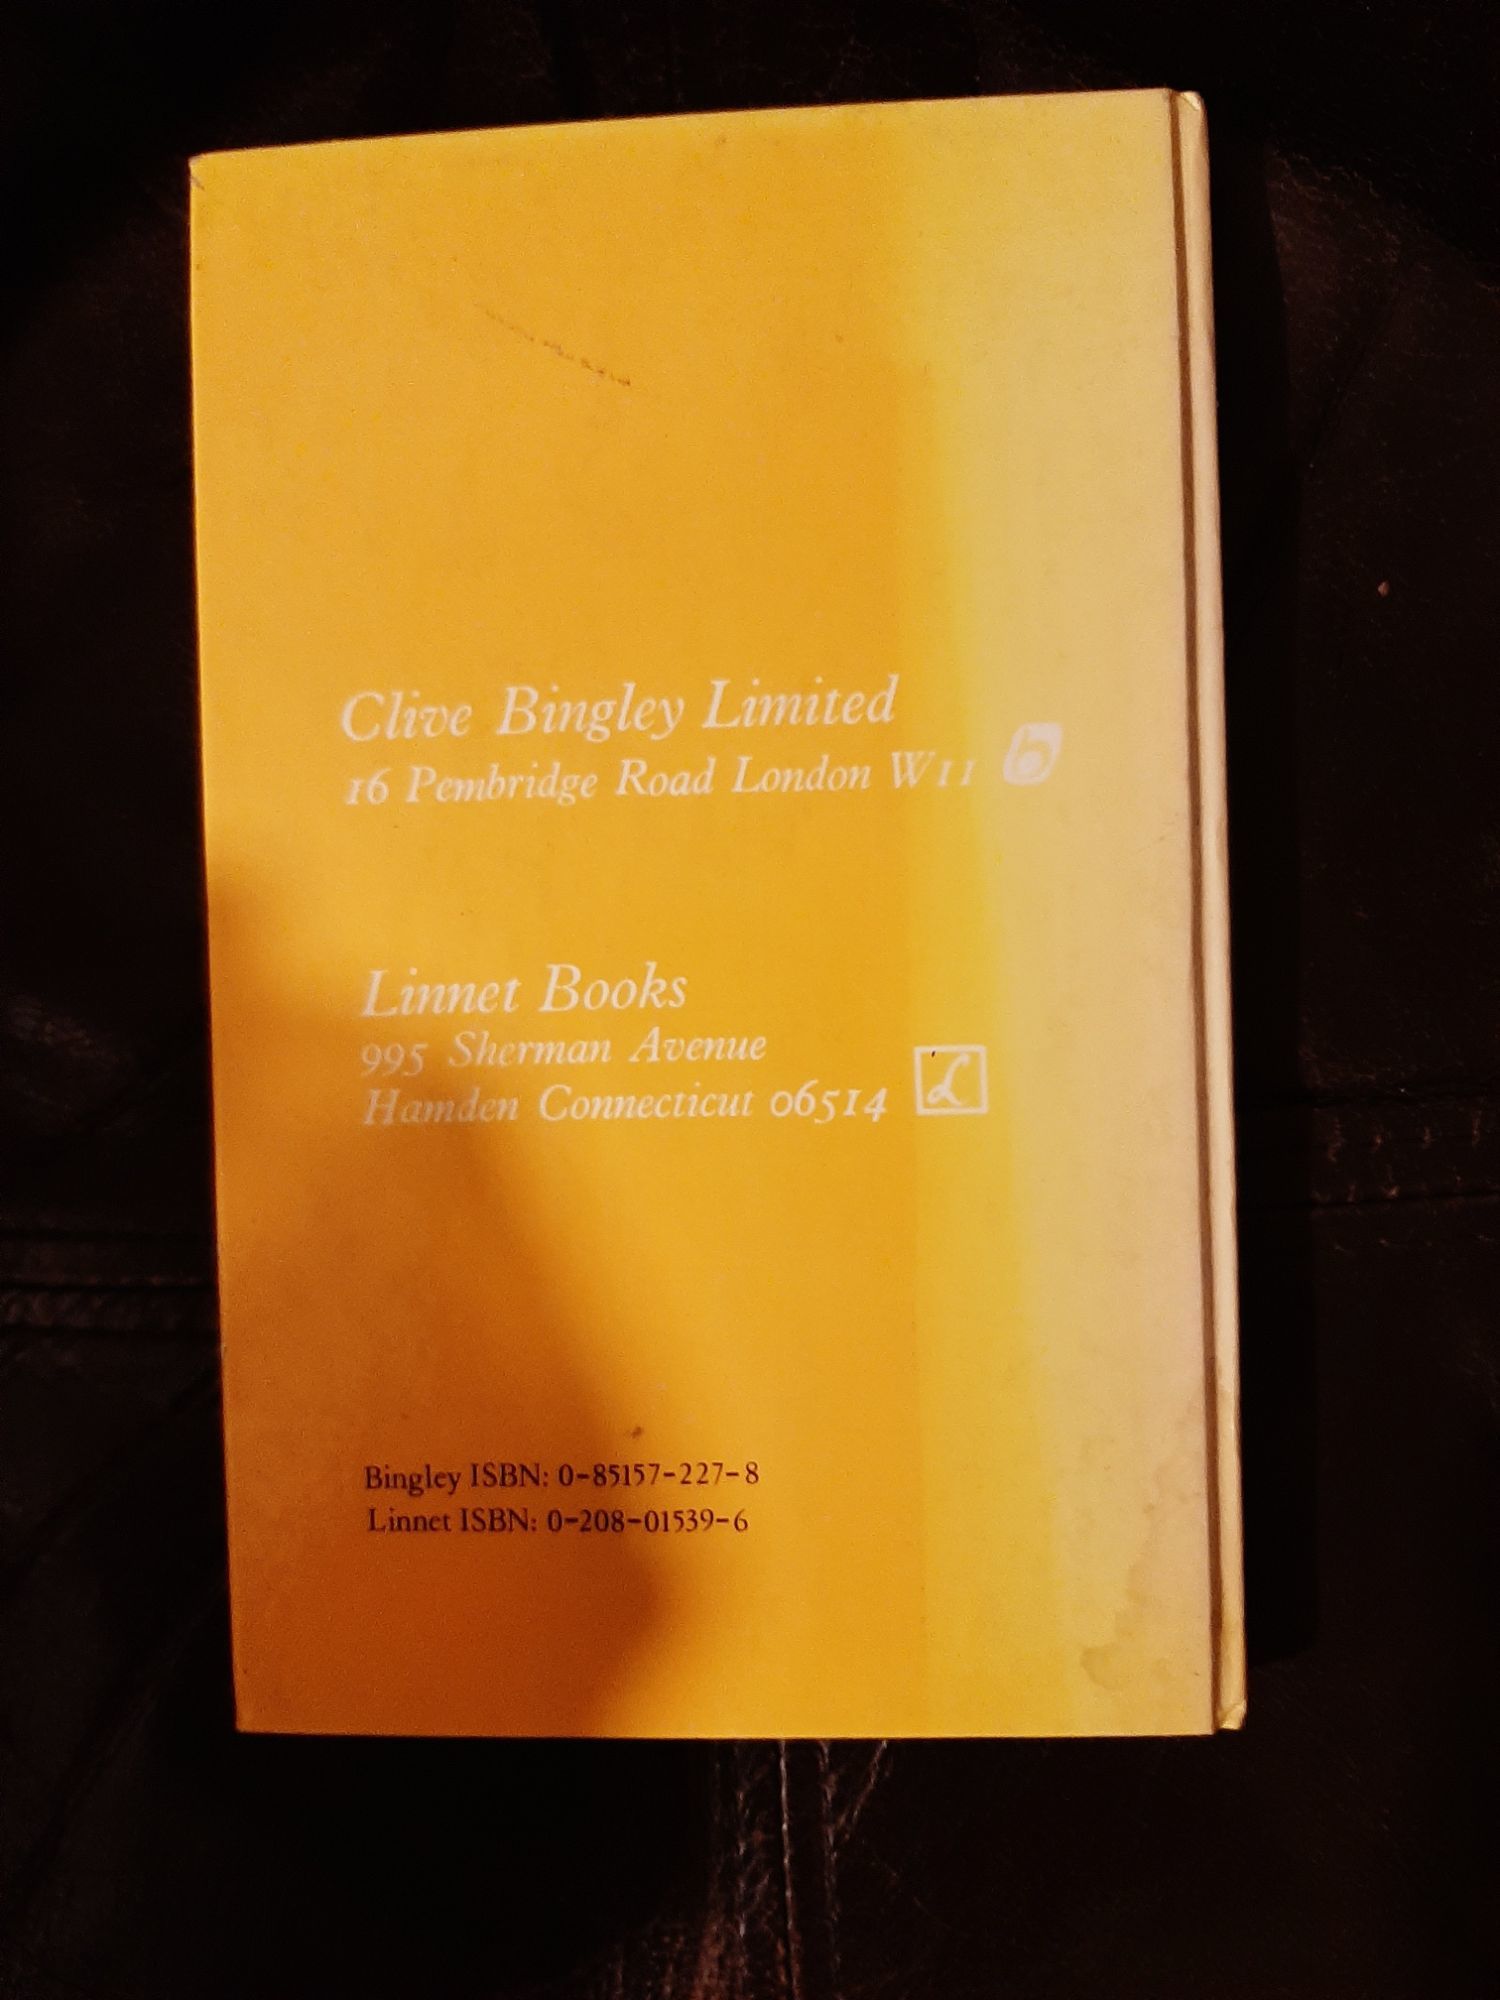 Clive Bingley Limited
16 Pembridge Road London W11
b
Linnet Books
995 Sherman Avenue
Hamden Connecticut 06514
L
Bingley ISBN: 0-85157-227-8
Linnet ISBN: 0-208-01539-6